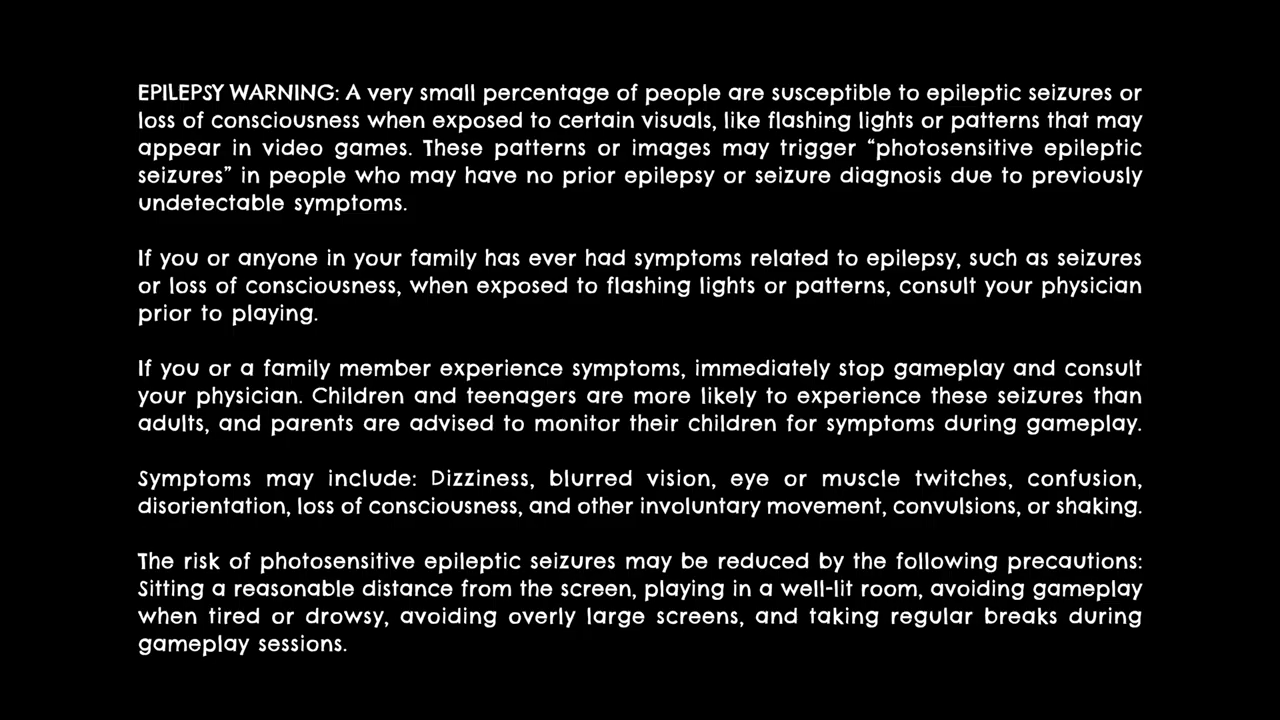 EPILEPSY WARNING: A very small percentage of people are susceptible to epileptic seizures or
loss of consciousness when exposed to certain visuals, like flashing lights or patterns that may
appear in video games. These patterns or images may trigger “photosensitive epileptic
seizures” in people who may have no prior epilepsy or seizure diagnosis due to previously
undetectable symptoms.
If you or anyone in your family has ever had symptoms related to epilepsy, such as seizures
or loss of consciousness, when exposed to flashing lights or patterns, consult your physician
prior to playing.
If you or a family member experience symptoms, immediately stop gameplay and consult
your physician. Children and teenagers are more likely to experience these seizures than
adults, and parents are advised to monitor their children for symptoms during gameplay.
Symptoms may include: Dizziness, blurred vision, eye or muscle twitches, confusion,
disorientation, loss of consciousness, and other involuntary movement, convulsions, or shaking.
The risk of photosensitive epileptic seizures may be reduced by the following precautions:
Sitting a reasonable distance from the screen, playing in a well-lit room, avoiding gameplay
when tired or drowsy, avoiding overly large screens, and taking regular breaks during
gameplay sessions.